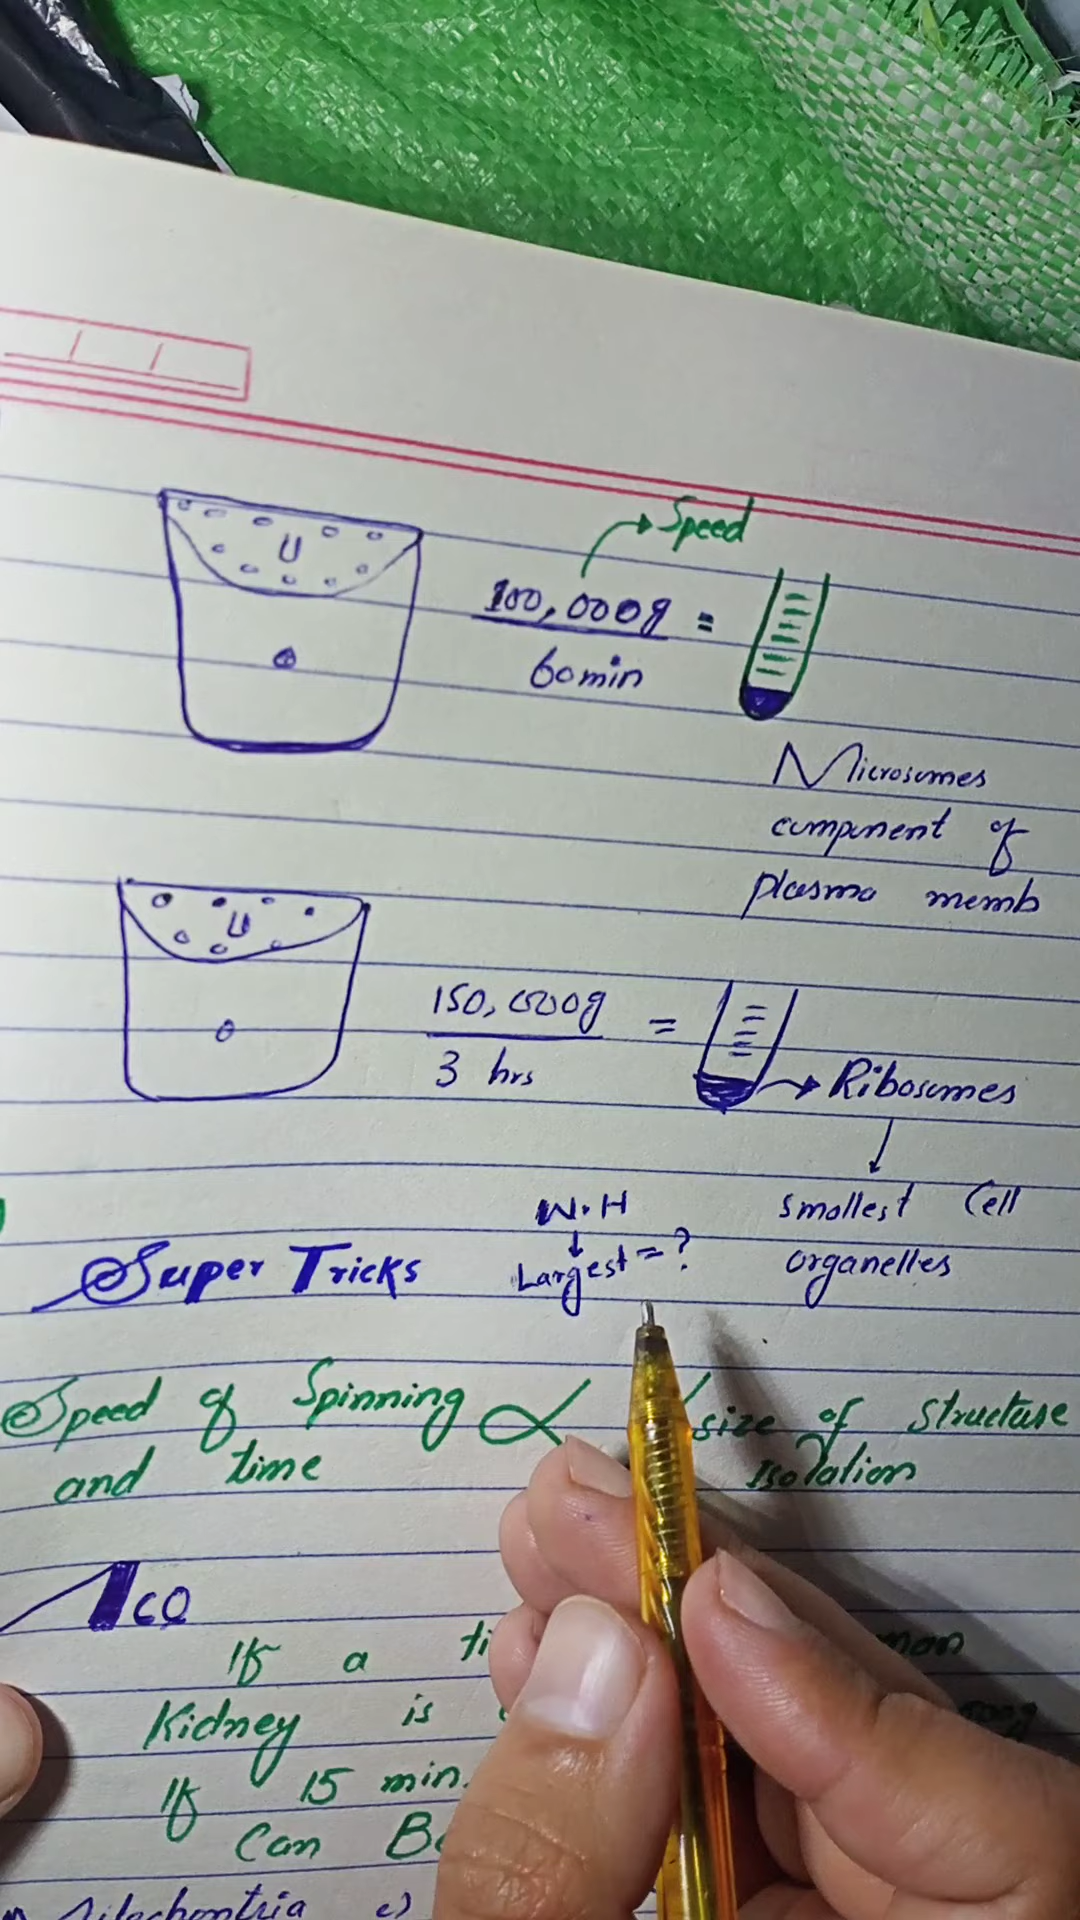 Speed
100,000g =
60min
U
Microsomes
component of
plasma memb
U
150,000g =
3 hrs
Ribosomes
smallest Cell
organelles
W.H
Largest = ?
Super Tricks
Speed of Spinning ∝ 1/size of structure
and time isolation
MCQ
If a
Kidney is
If 15 min.
Can